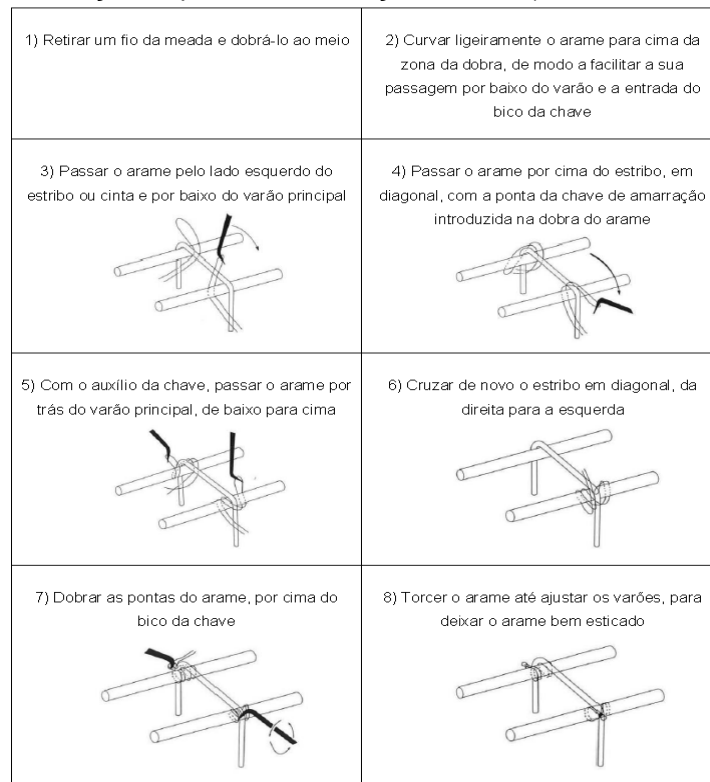 1) Retirar um fio da meada e dobrá-lo ao meio
2) Curvar ligeiramente o arame para cima da
zona da dobra, de modo a facilitar a sua
passagem por baixo do varão e a entrada do
bico da chave
3) Passar o arame pelo lado esquerdo do
estribo ou cinta e por baixo do varão principal
4) Passar o arame por cima do estribo, em
diagonal, com a ponta da chave de amarração
introduzida na dobra do arame
5) Com o auxílio da chave, passar o arame por
trás do varão principal, de baixo para cima
6) Cruzar de novo o estribo em diagonal, da
direita para a esquerda
7) Dobrar as pontas do arame, por cima do
bico da chave
8) Torcer o arame até ajustar os varões, para
deixar o arame bem esticado